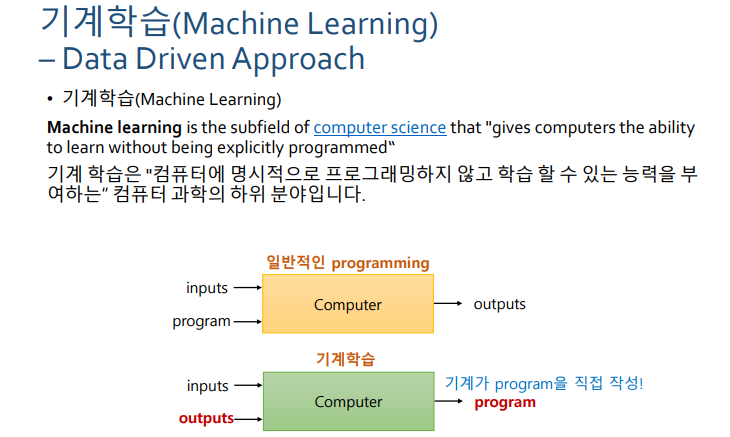 기계학습(Machine Learning)
– Data Driven Approach
• 기계학습(Machine Learning)
Machine learning is the subfield of computer science that "gives computers the ability
to learn without being explicitly programmed“
기계 학습은 "컴퓨터에 명시적으로 프로그래밍하지 않고 학습 할 수 있는 능력을 부
여하는” 컴퓨터 과학의 하위 분야입니다.
일반적인 programming
inputs
Computer
outputs
program
기계학습
inputs
기계가 program을 직접 작성!
Computer
program
outputs